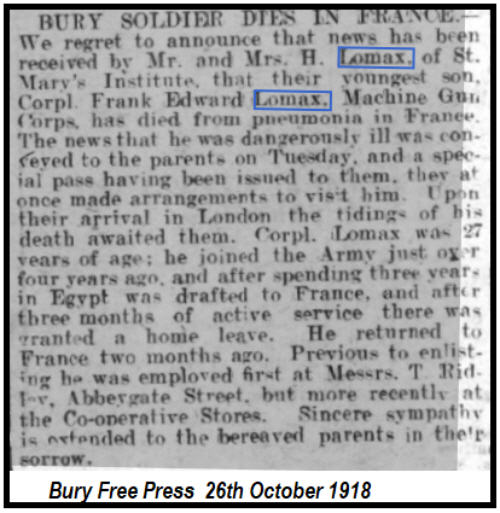 BURY SOLDIER DIES IN FRANCE.—
We regret to announce that news has been
received by Mr. and Mrs. H. Lomax, of St.
Mary's Institute, that their youngest son,
Corpl. Frank Edward Lomax, Machine Gun
Corps, has died from pneumonia in France.
The news that he was dangerously ill was con-
veyed to the parents on Tuesday, and a spec-
ial pass having been issued to them, they at
once made arrangements to visit him. Upon
their arrival in London the tidings of his
death awaited them. Corpl. Lomax was 27
years of age; he joined the Army just over
four years ago, and after spending three years
in Egypt was drafted to France, and after
three months of active service there was
granted a home leave. He returned to
France two months ago. Previous to enlist-
ing he was employed first at Messrs. T. Rid-
ley, Abbeygate Street, but more recently at
the Co-operative Stores. Sincere sympathy
is extended to the bereaved parents in their
sorrow.
Bury Free Press 26th October 1918